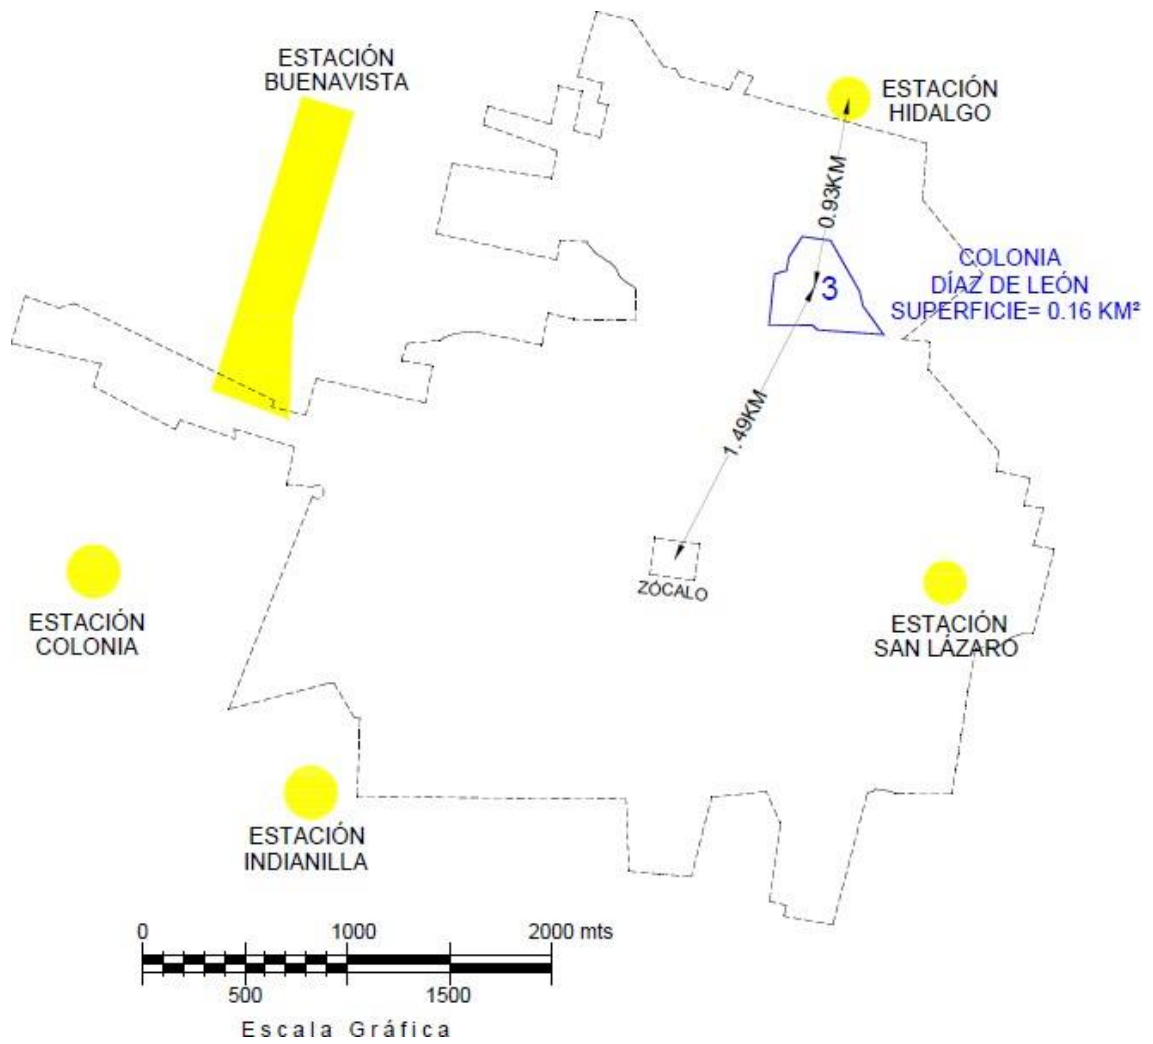 ESTACIÓN
BUENAVISTA
ESTACIÓN
HIDALGO
0.93KM
COLONIA
DÍAZ DE LEÓN
SUPERFICIE= 0.16 KM²
3
1.49KM
ZÓCALO
ESTACIÓN
COLONIA
ESTACIÓN
SAN LÁZARO
ESTACIÓN
INDIANILLA
0 1000 2000 mts
500 1500
Escala Gráfica